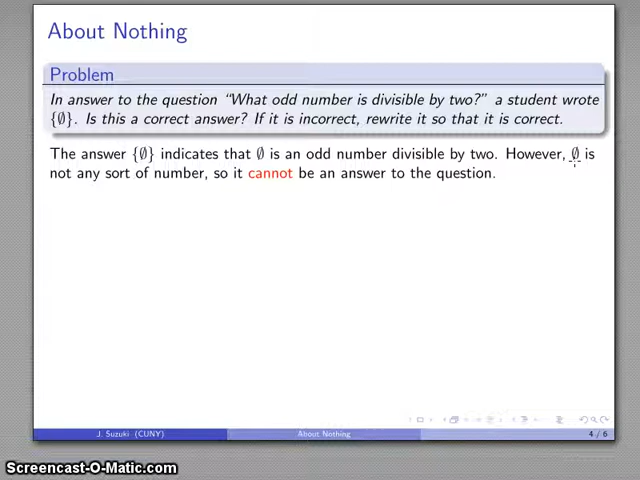 About Nothing
Problem
In answer to the question “What odd number is divisible by two?” a student wrote
{∅}. Is this a correct answer? If it is incorrect, rewrite it so that it is correct.
The answer {∅} indicates that ∅ is an odd number divisible by two. However, ∅ is
not any sort of number, so it cannot be an answer to the question.
J. Suzuki (CUNY)
About Nothing
4 / 6
Screencast-O-Matic.com